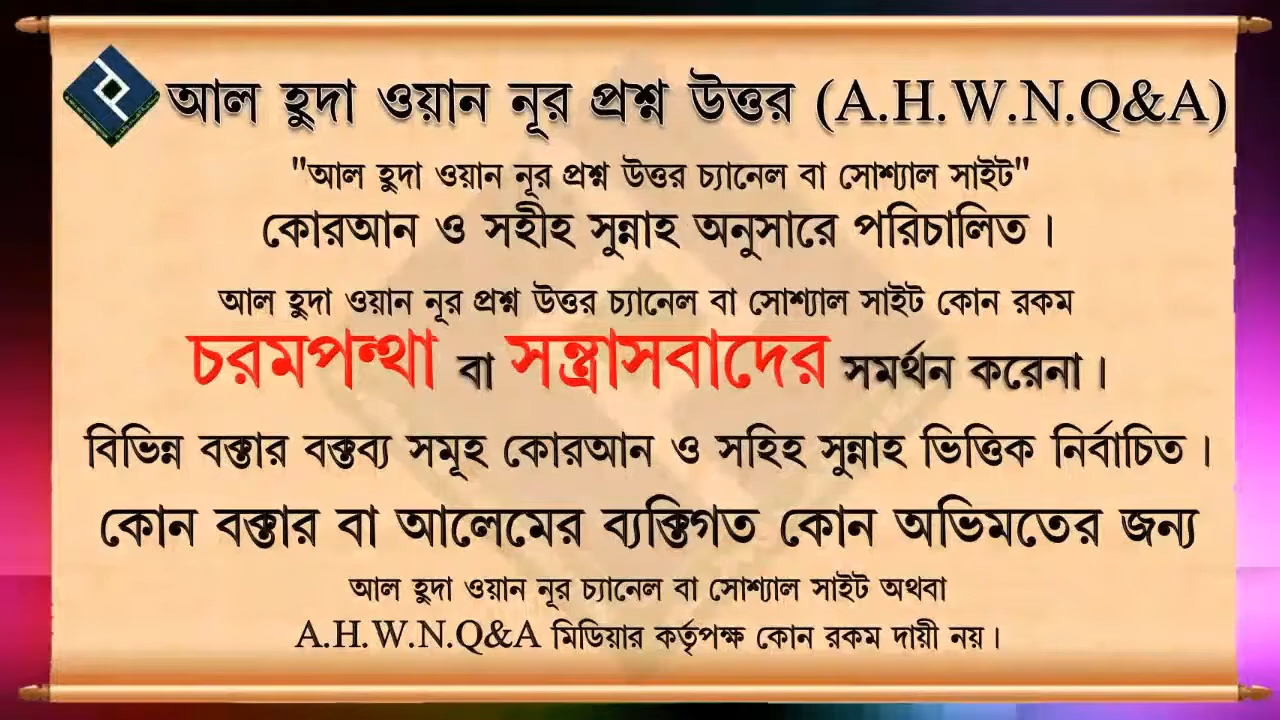 আল হুদা ওয়ান নূর প্রশ্ন উত্তর (A.H.W.N.Q&A)
"আল হুদা ওয়ান নূর প্রশ্ন উত্তর চ্যানেল বা সোশ্যাল সাইট"
কোরআন ও সহীহ সুন্নাহ অনুসারে পরিচালিত।
আল হুদা ওয়ান নূর প্রশ্ন উত্তর চ্যানেল বা সোশ্যাল সাইট কোন রকম
চরমপন্থা বা সন্ত্রাসবাদের সমর্থন করেনা।
বিভিন্ন বক্তার বক্তব্য সমূহ কোরআন ও সহিহ সুন্নাহ ভিত্তিক নির্বাচিত।
কোন বক্তার বা আলেমের ব্যক্তিগত কোন অভিমতের জন্য
আল হুদা ওয়ান নূর চ্যানেল বা সোশ্যাল সাইট অথবা
A.H.W.N.Q&A মিডিয়ার কর্তৃপক্ষ কোন রকম দায়ী নয়।